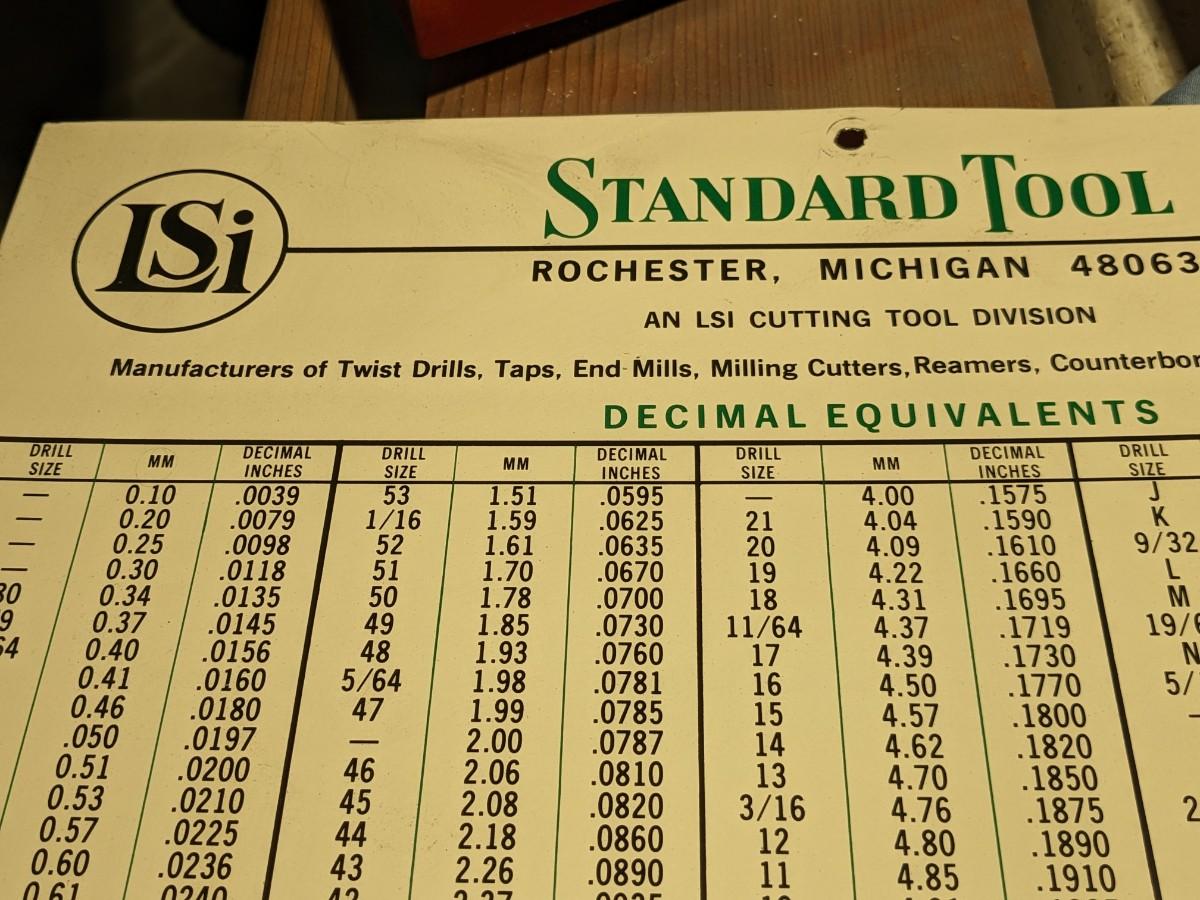 LSi
STANDARD TOOL
ROCHESTER, MICHIGAN 48063
AN LSI CUTTING TOOL DIVISION
Manufacturers of Twist Drills, Taps, End Mills, Milling Cutters, Reamers,
DECIMAL EQUIVALENTS
DRILL SIZE MM DECIMAL INCHES DRILL SIZE MM DECIMAL INCHES DRILL SIZE MM DECIMAL INCHES DRILL SIZE
— 0.10 .0039 53 1.51 .0595 — 4.00 .1575 J
— 0.20 .0079 1/16 1.59 .0625 21 4.04 .1590 K
— 0.25 .0098 52 1.61 .0635 20 4.09 .1610 9/32
— 0.30 .0118 51 1.70 .0670 19 4.22 .1660 L
0.34 .0135 50 1.78 .0700 18 4.31 .1695 M
0.37 .0145 49 1.85 .0730 11/64 4.37 .1719
0.40 .0156 48 1.93 .0760 17 4.39 .1730 N
0.41 .0160 5/64 1.98 .0781 16 4.50 .1770
0.46 .0180 47 1.99 .0785 15 4.57 .1800 —
.050 .0197 — 2.00 .0787 14 4.62 .1820
0.51 .0200 46 2.06 .0810 13 4.70 .1850
0.53 .0210 45 2.08 .0820 3/16 4.76 .1875
0.57 .0225 44 2.18 .0860 12 4.80 .1890
0.60 .0236 43 2.26 .0890 11 4.85 .1910
0.61 .0240 42 2.37 .0935